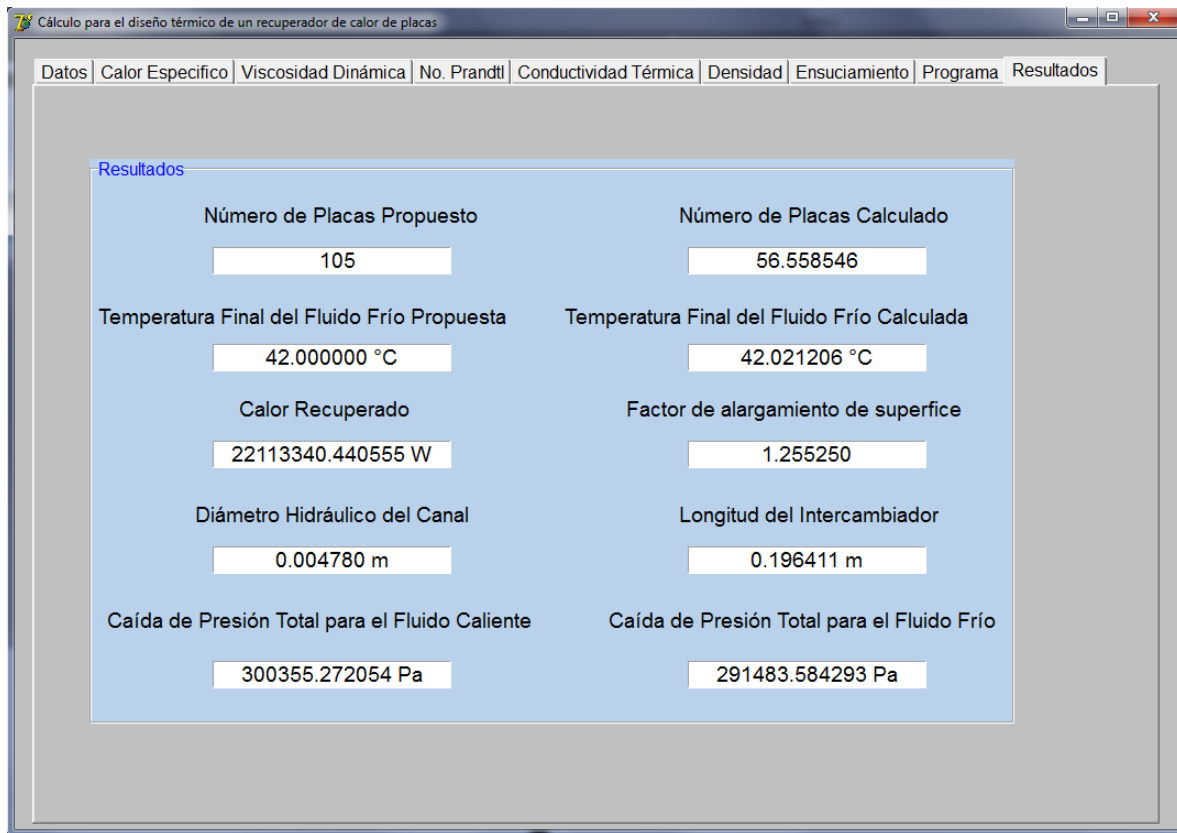 Cálculo para el diseño térmico de un recuperador de calor de placas
Datos Calor Especifico Viscosidad Dinámica No. Prandtl Conductividad Térmica Densidad Ensuciamiento Programa Resultados
Resultados
Número de Placas Propuesto Número de Placas Calculado
105 56.558546
Temperatura Final del Fluido Frío Propuesta Temperatura Final del Fluido Frío Calculada
42.000000 °C 42.021206 °C
Calor Recuperado Factor de alargamiento de superfice
22113340.440555 W 1.255250
Diámetro Hidráulico del Canal Longitud del Intercambiador
0.004780 m 0.196411 m
Caída de Presión Total para el Fluido Caliente Caída de Presión Total para el Fluido Frío
300355.272054 Pa 291483.584293 Pa